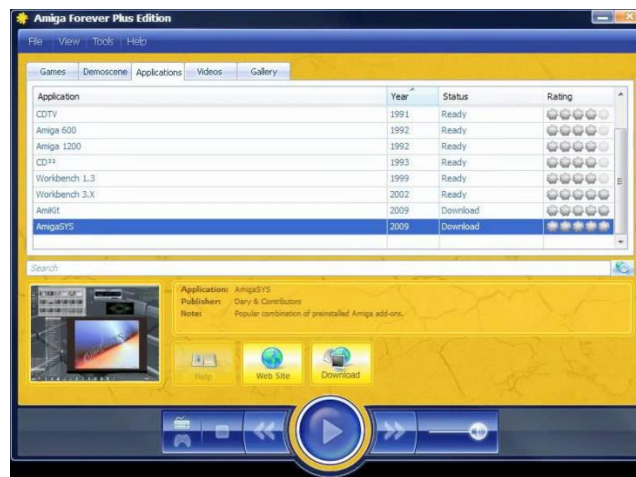 Amiga Forever Plus Edition
File View Tools Help
Games Demoscene Applications Videos Gallery
Application Year Status Rating
CDTV 1991 Ready
Amiga 600 1992 Ready
Amiga 1200 1992 Ready
CD³² 1993 Ready
Workbench 1.3 1999 Ready
Workbench 3.X 2002 Ready
AmiKit 2009 Download
AmigaSYS 2009 Download
Search
Application: AmigaSYS
Publisher: Dary & Contributors
Note: Popular combination of preinstalled Amiga add-ons.
Help Web Site Download